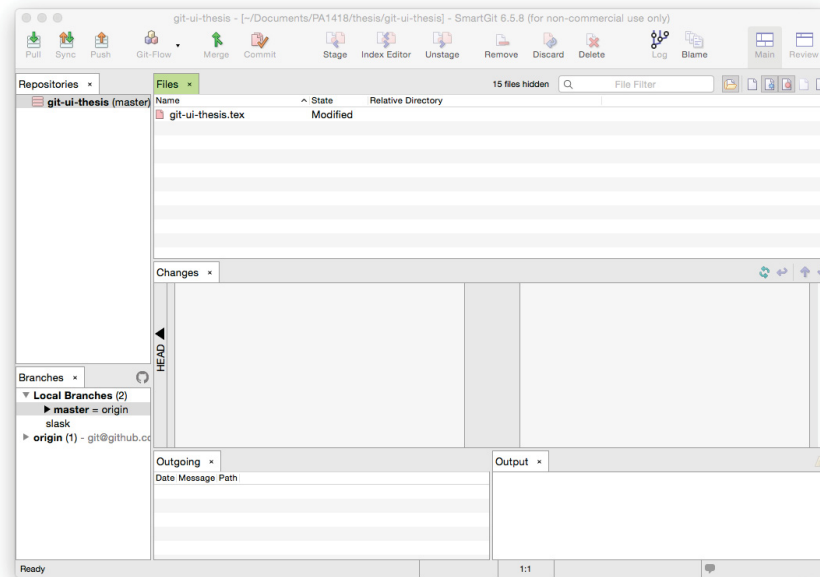 git-ui-thesis - [~/Documents/PA1418/thesis/git-ui-thesis] - SmartGit 6.5.8 (for non-commercial use only)
Pull Sync Push Git-Flow Merge Commit Stage Index Editor Unstage Remove Discard Delete Log Blame Main Review
Repositories × Files × 15 files hidden File Filter
git-ui-thesis (master) Name State Relative Directory
git-ui-thesis.tex Modified
Changes ×
HEAD
Branches ×
Local Branches (2)
master = origin
slask
origin (1) - git@github.co
Outgoing × Output ×
Date Message Path
Ready 1:1